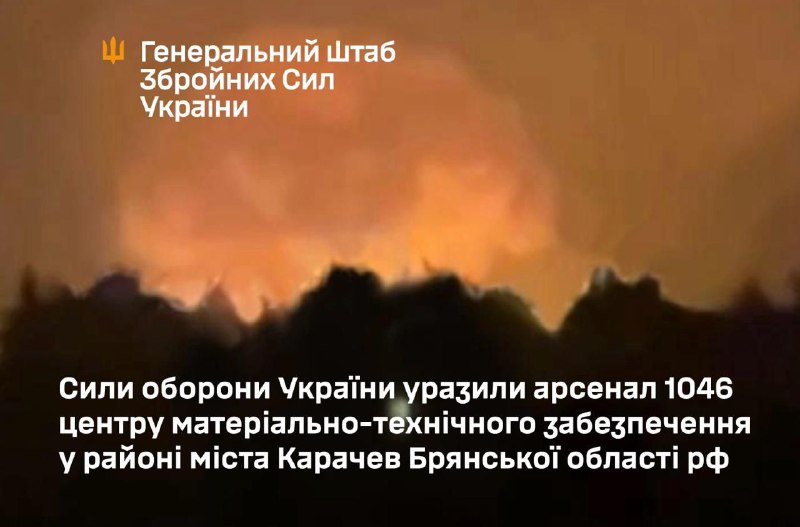 Генеральний Штаб
Збройних Сил
України
Сили оборони України уразили арсенал 1046
центру матеріально-технічного забезпечення
у районі міста Карачев Брянської області рф